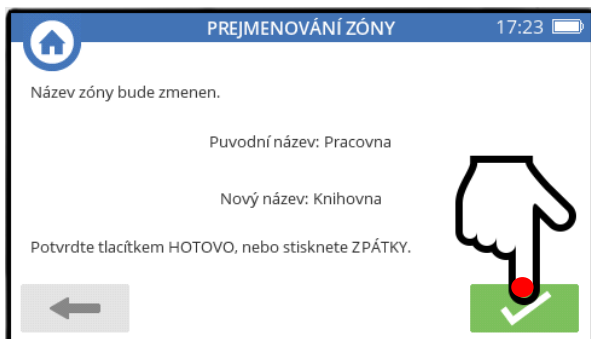 PREJMENOVÁNÍ ZÓNY 17:23
Název zóny bude zmenen.
Puvodní název: Pracovna
Nový název: Knihovna
Potvrdte tlacítkem HOTOVO, nebo stisknete ZPÁTKY.